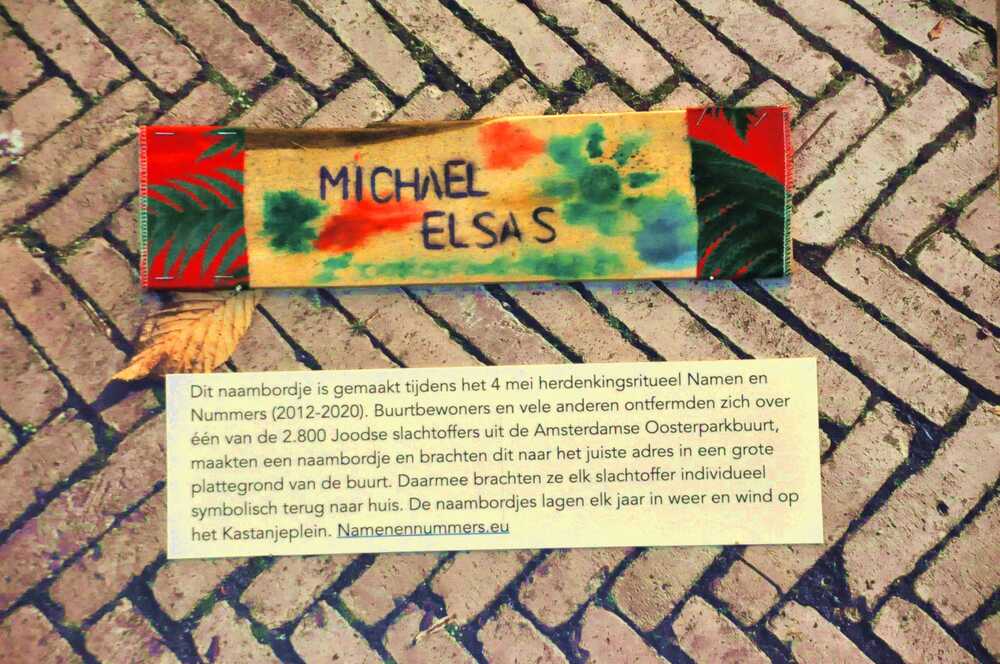 MICHAEL
ELSAS
Dit naambordje is gemaakt tijdens het 4 mei herdenkingsritueel Namen en
Nummers (2012-2020). Buurtbewoners en vele anderen ontfermden zich over
één van de 2.800 Joodse slachtoffers uit de Amsterdamse Oosterparkbuurt,
maakten een naambordje en brachten dit naar het juiste adres in een grote
plattegrond van de buurt. Daarmee brachten ze elk slachtoffer individueel
symbolisch terug naar huis. De naambordjes lagen elk jaar in weer en wind op
het Kastanjeplein. Namenennummers.eu